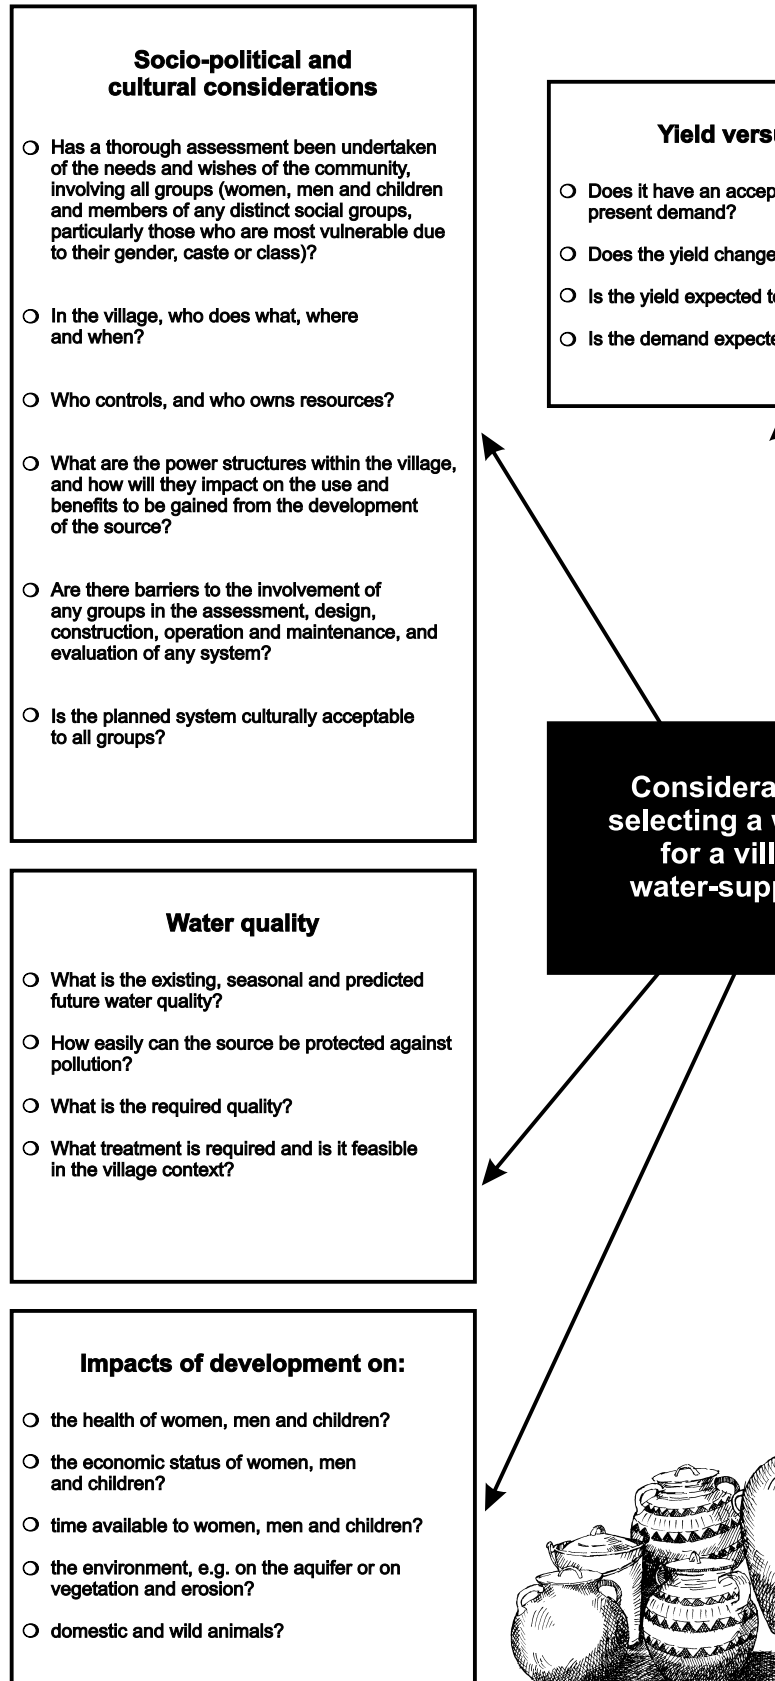 Socio-political and
cultural considerations
Has a thorough assessment been undertaken
of the needs and wishes of the community,
involving all groups (women, men and children
and members of any distinct social groups,
particularly those who are most vulnerable due
to their gender, caste or class)?
In the village, who does what, where
and when?
Who controls, and who owns resources?
What are the power structures within the village,
and how will they impact on the use and
benefits to be gained from the development
of the source?
Are there barriers to the involvement of
any groups in the assessment, design,
construction, operation and maintenance, and
evaluation of any system?
Is the planned system culturally acceptable
to all groups?
Water quality
What is the existing, seasonal and predicted
future water quality?
How easily can the source be protected against
pollution?
What is the required quality?
What treatment is required and is it feasible
in the village context?
Impacts of development on:
the health of women, men and children?
the economic status of women, men
and children?
time available to women, men and children?
the environment, e.g. on the aquifer or on
vegetation and erosion?
domestic and wild animals?
Yield
Does it have an
present demand?
Does the yield change
Is the yield expected
Is the demand
selecting a
for a